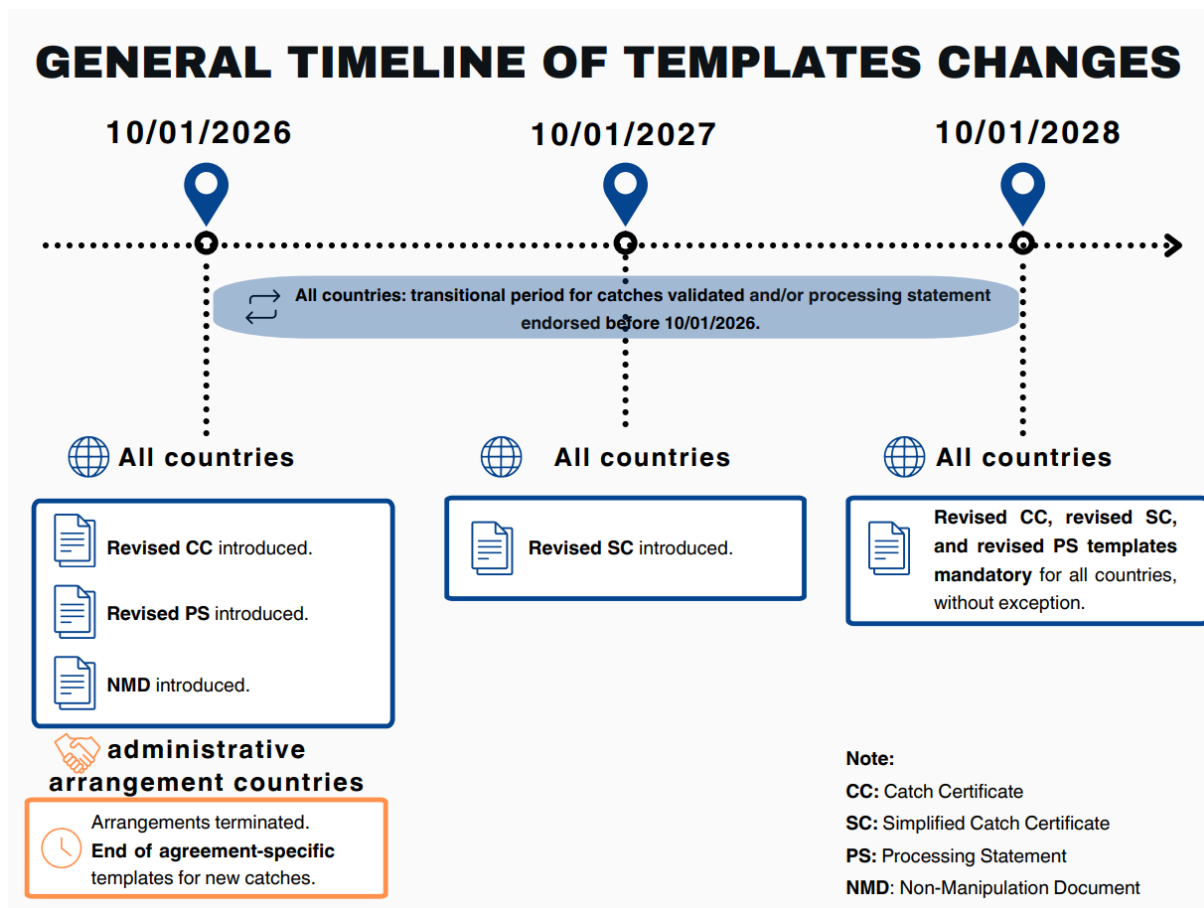 GENERAL TIMELINE OF TEMPLATES CHANGES
10/01/2026
10/01/2027
10/01/2028
All countries: transitional period for catches validated and/or processing statement
endorsed before 10/01/2026.
All countries
Revised CC introduced.
Revised PS introduced.
NMD introduced.
administrative
arrangement countries
Arrangements terminated.
End of agreement-specific
templates for new catches.
All countries
Revised SC introduced.
All countries
Revised CC, revised SC,
and revised PS templates
mandatory for all countries,
without exception.
Note:
CC: Catch Certificate
SC: Simplified Catch Certificate
PS: Processing Statement
NMD: Non-Manipulation Document